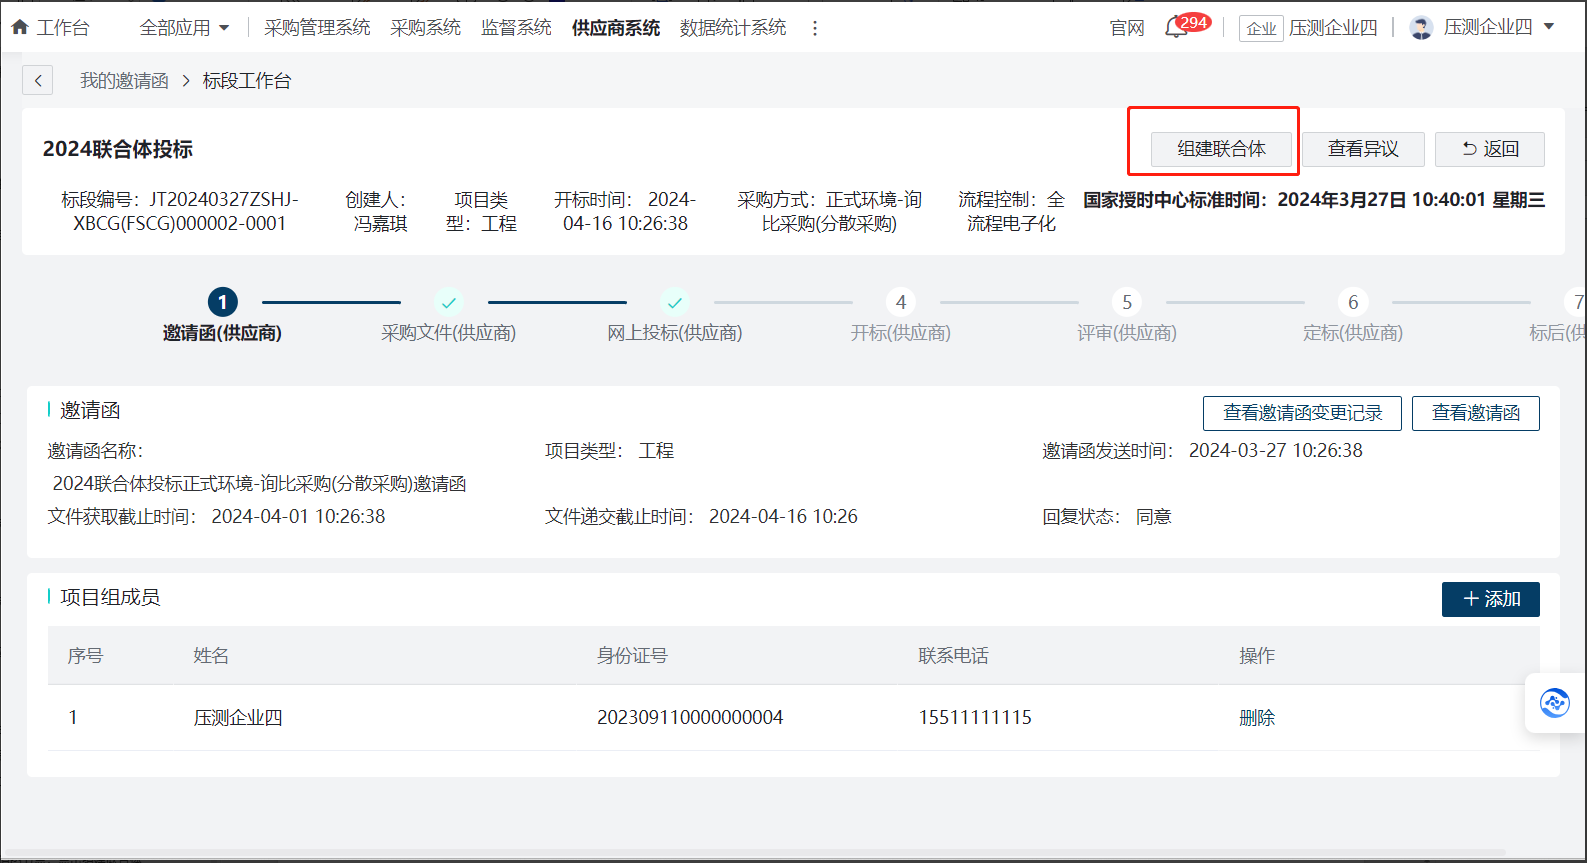 工作台 全部应用 采购管理系统 采购系统 监督系统 供应商系统 数据统计系统 官网 294 企业 压测企业四 压测企业四
我的邀请函 > 标段工作台
2024联合体投标 组建联合体 查看异议 返回
标段编号：JT20240327ZSHJ- 创建人： 项目类 开标时间： 2024- 采购方式：正式环境-询 流程控制：全 国家授时中心标准时间：2024年3月27日 10:40:01 星期三
XBCG(FSCG)000002-0001 冯嘉琪 型：工程 04-16 10:26:38 比采购(分散采购) 流程电子化
1 4 5 6 7
邀请函(供应商) 采购文件(供应商) 网上投标(供应商) 开标(供应商) 评审(供应商) 定标(供应商) 标后(供
邀请函 查看邀请函变更记录 查看邀请函
邀请函名称： 项目类型： 工程 邀请函发送时间： 2024-03-27 10:26:38
2024联合体投标正式环境-询比采购(分散采购)邀请函
文件获取截止时间： 2024-04-01 10:26:38 文件递交截止时间： 2024-04-16 10:26 回复状态： 同意
项目组成员 添加
序号 姓名 身份证号 联系电话 操作
1 压测企业四 202309110000000004 15511111115 删除